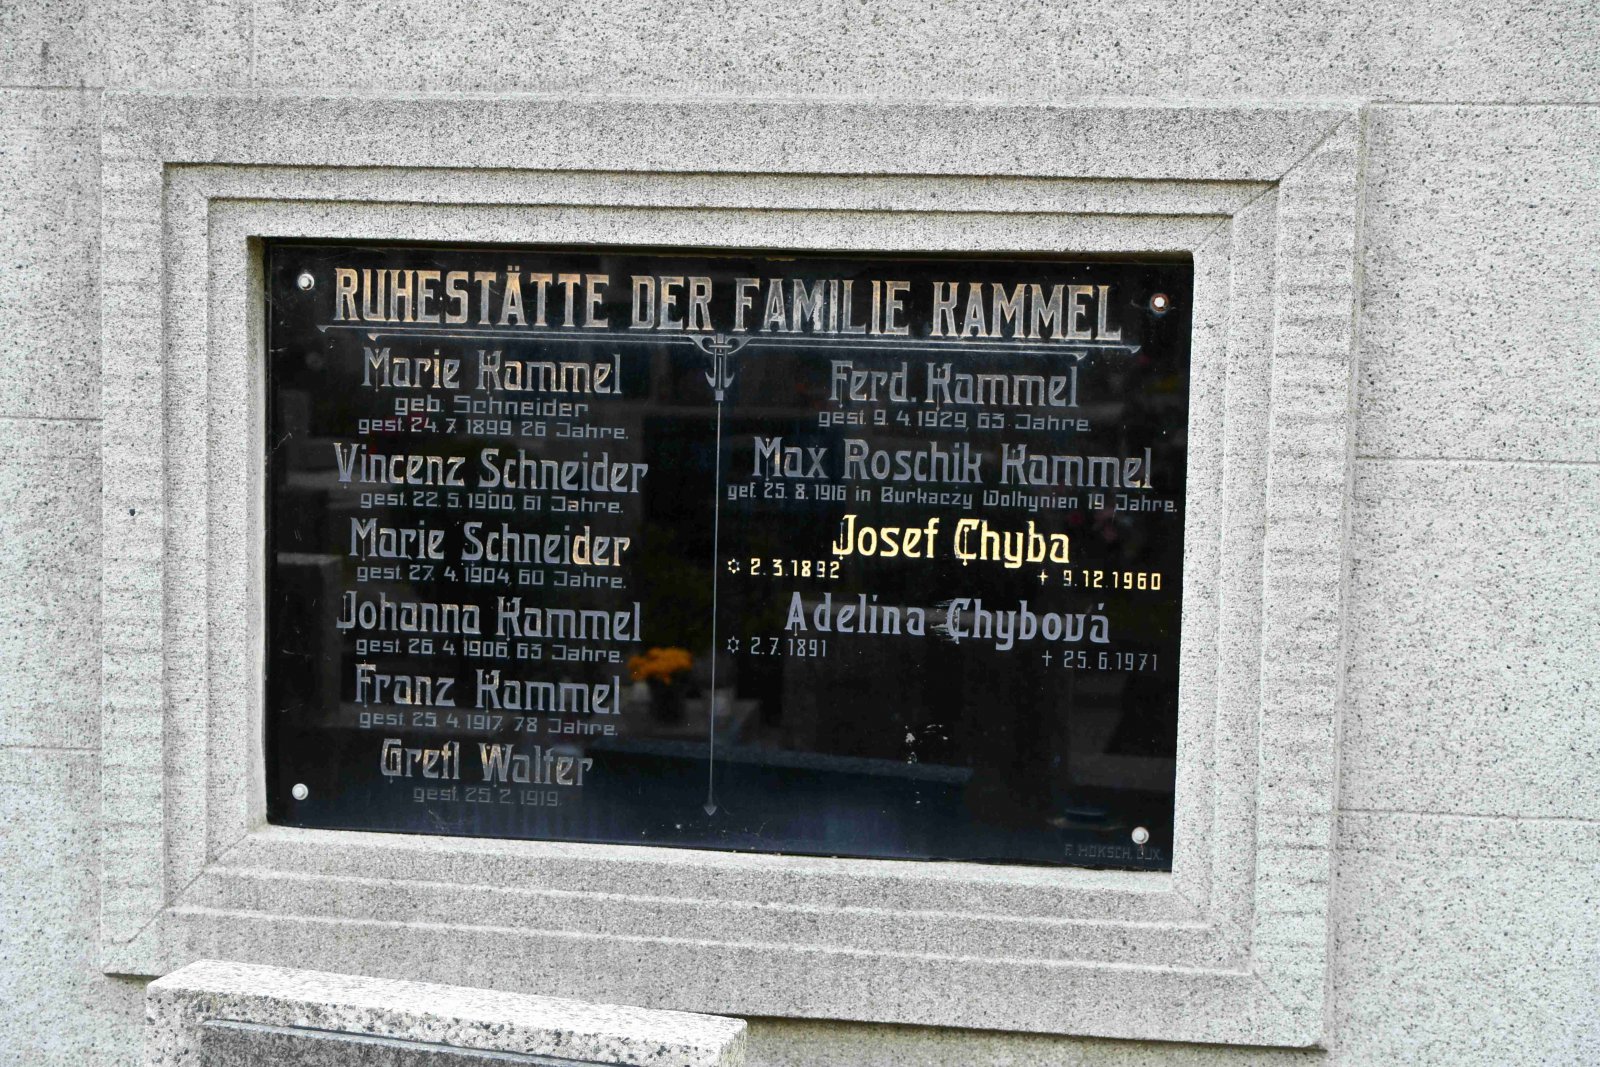 RUHESTÄTTE DER FAMILIE KAMMEL
Marie Kammel
geb. Schneider
gest. 24. 7. 1899 26 Jahre.
Vincenz Schneider
gest. 22. 5. 1900, 61 Jahre.
Marie Schneider
gest. 27. 4. 1904, 60 Jahre.
Johanna Kammel
gest. 26. 4. 1906, 63 Jahre.
Franz Kammel
gest. 25. 4. 1917, 78 Jahre.
Gretl Walter
gest. 25. 2. 1919.
Ferd. Kammel
gest. 9. 4. 1929, 63 Jahre.
Max Roschik Kammel
gef. 25. 8. 1916 in Burkaczy Wolhynien 19 Jahre.
Josef Chyba
✡ 2.3.1892 + 9.12.1960
Adelina Chybová
✡ 2.7.1891 + 25.6.1971
F. HÖKSCH, DUX.